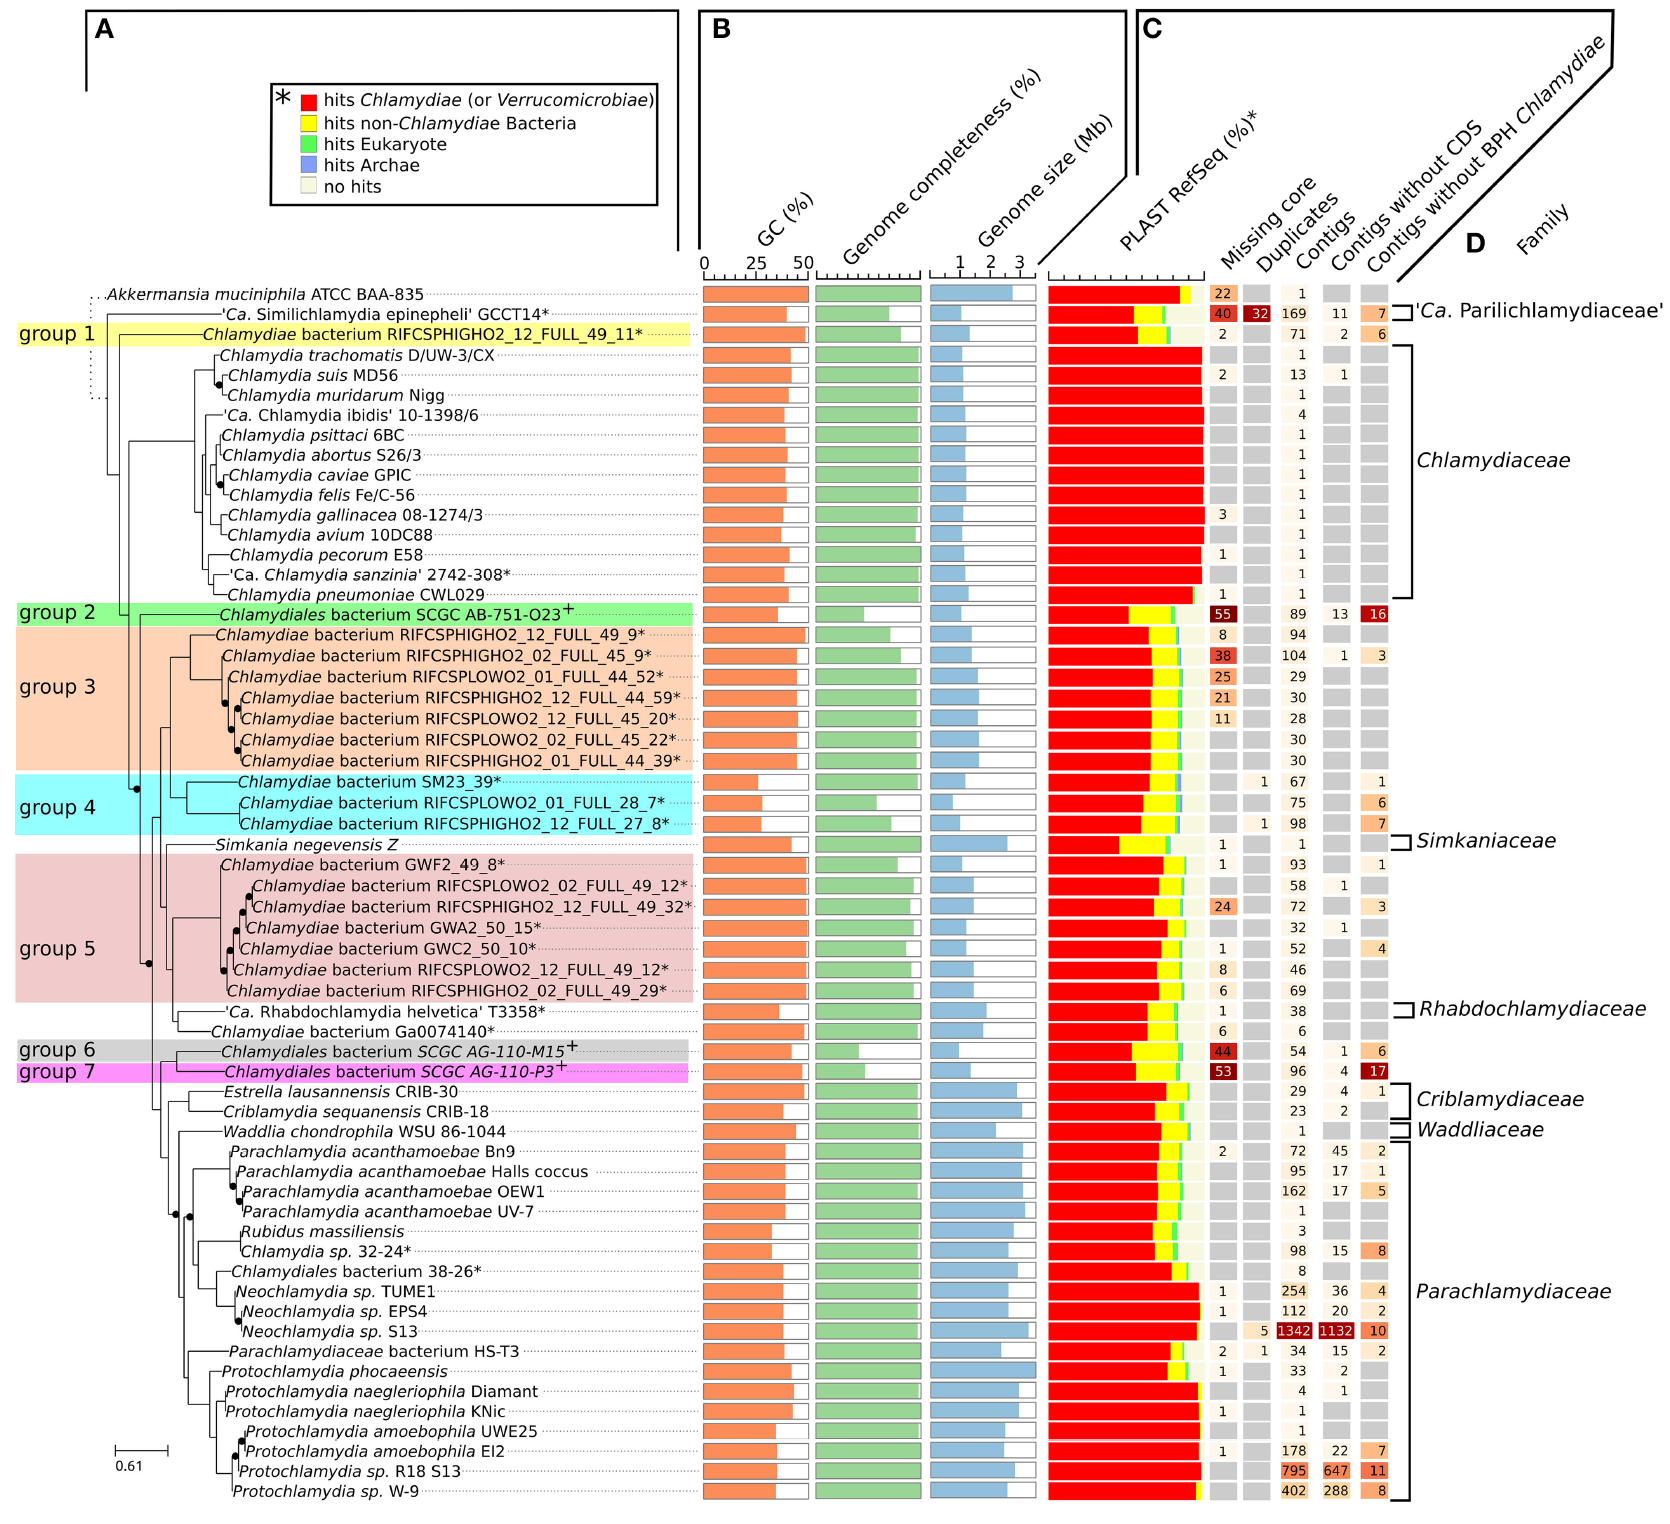 A
B
C
* hits Chlamydiae (or Verrucomicrobiae)
hits non-Chlamydiae Bacteria
hits Eukaryote
hits Archae
no hits
GC (%)
Genome completeness (%)
Genome size (Mb)
PLAST RefSeq (%)*
Missing core
Duplicates
Contigs
Contigs without CDS
Contigs without BPH Chlamydiae
D Family
0 25 50 1 2 3
Akkermansia muciniphila ATCC BAA-835 22 1
'Ca. Similichlamydia epinepheli' GCCT14* 40 32 169 11 7 'Ca. Parilichlamydiaceae'
group 1 Chlamydiae bacterium RIFCSPHIGHO2_12_FULL_49_11* 2 71 2 6
Chlamydia trachomatis D/UW-3/CX 1
Chlamydia suis MD56 2 13 1
Chlamydia muridarum Nigg 1
'Ca. Chlamydia ibidis' 10-1398/6 4
Chlamydia psittaci 6BC 1
Chlamydia abortus S26/3 1
Chlamydiaceae
Chlamydia caviae GPIC 1
Chlamydia felis Fe/C-56 1
Chlamydia gallinacea 08-1274/3 3 1
Chlamydia avium 10DC88 1
Chlamydia pecorum E58 1 1
'Ca. Chlamydia sanzinia' 2742-308* 1
Chlamydia pneumoniae CWL029 1 1
group 2 Chlamydiales bacterium SCGC AB-751-O23+ 55 89 13 16
Chlamydiae bacterium RIFCSPHIGHO2_12_FULL_49_9* 8 94
Chlamydiae bacterium RIFCSPHIGHO2_02_FULL_45_9* 38 104 1 3
Chlamydiae bacterium RIFCSPLOWO2_01_FULL_44_52* 25 29
group 3
Chlamydiae bacterium RIFCSPHIGHO2_12_FULL_44_59* 21 30
Chlamydiae bacterium RIFCSPLOWO2_12_FULL_45_20* 11 28
Chlamydiae bacterium RIFCSPLOWO2_02_FULL_45_22* 30
Chlamydiae bacterium RIFCSPHIGHO2_01_FULL_44_39* 30
Chlamydiae bacterium SM23_39* 1 67 1
group 4 Chlamydiae bacterium RIFCSPLOWO2_01_FULL_28_7* 75 6
Chlamydiae bacterium RIFCSPHIGHO2_12_FULL_27_8* 1 98 7
Simkania negevensis Z 1 1 Simkaniaceae
Chlamydiae bacterium GWF2_49_8* 1 93 1
Chlamydiae bacterium RIFCSPLOWO2_02_FULL_49_12* 58 1
Chlamydiae bacterium RIFCSPHIGHO2_12_FULL_49_32* 24 72 3
Chlamydiae bacterium GWA2_50_15* 32 1
group 5 Chlamydiae bacterium GWC2_50_10* 1 52 4
Chlamydiae bacterium RIFCSPLOWO2_12_FULL_49_12* 8 46
Chlamydiae bacterium RIFCSPHIGHO2_02_FULL_49_29* 6 69
'Ca. Rhabdochlamydia helvetica' T3358* 1 38 Rhabdochlamydiaceae
Chlamydiae bacterium Ga0074140* 6 6
group 6 Chlamydiales bacterium SCGC AG-110-M15+ 44 54 1 6
group 7 Chlamydiales bacterium SCGC AG-110-P3+ 53 96 4 17
Estrella lausannensis CRIB-30 29 4 1
Criblamydiaceae
Criblamydia sequanensis CRIB-18 23 2
Waddlia chondrophila WSU 86-1044 1 Waddliaceae
Parachlamydia acanthamoebae Bn9 2 72 45 2
Parachlamydia acanthamoebae Halls coccus 95 17 1
Parachlamydia acanthamoebae OEW1 162 17 5
Parachlamydia acanthamoebae UV-7 1
Rubidus massiliensis 3
Chlamydia sp. 32-24* 98 15 8
Chlamydiales bacterium 38-26* 8
Neochlamydia sp. TUME1 1 254 36 4 Parachlamydiaceae
Neochlamydia sp. EPS4 1 112 20 2
Neochlamydia sp. S13 5 1342 1132 10
Parachlamydiaceae bacterium HS-T3 2 1 34 15 2
Protochlamydia phocaeensis 1 33 2
Protochlamydia naegleriophila Diamant 4 1
Protochlamydia naegleriophila KNic 1 1
Protochlamydia amoebophila UWE25 1
Protochlamydia amoebophila EI2 1 178 22 7
Protochlamydia sp. R18 S13 795 647 11
Protochlamydia sp. W-9 402 288 8
0.61